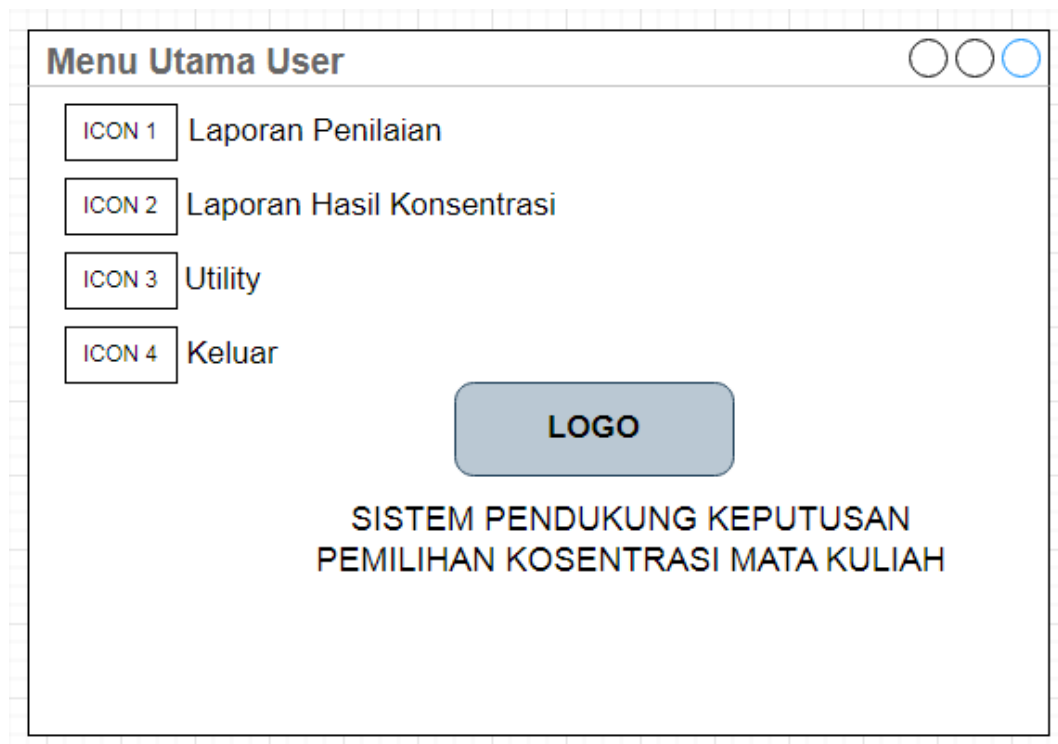 Menu Utama User
ICON 1 Laporan Penilaian
ICON 2 Laporan Hasil Konsentrasi
ICON 3 Utility
ICON 4 Keluar
LOGO
SISTEM PENDUKUNG KEPUTUSAN
PEMILIHAN KOSENTRASI MATA KULIAH